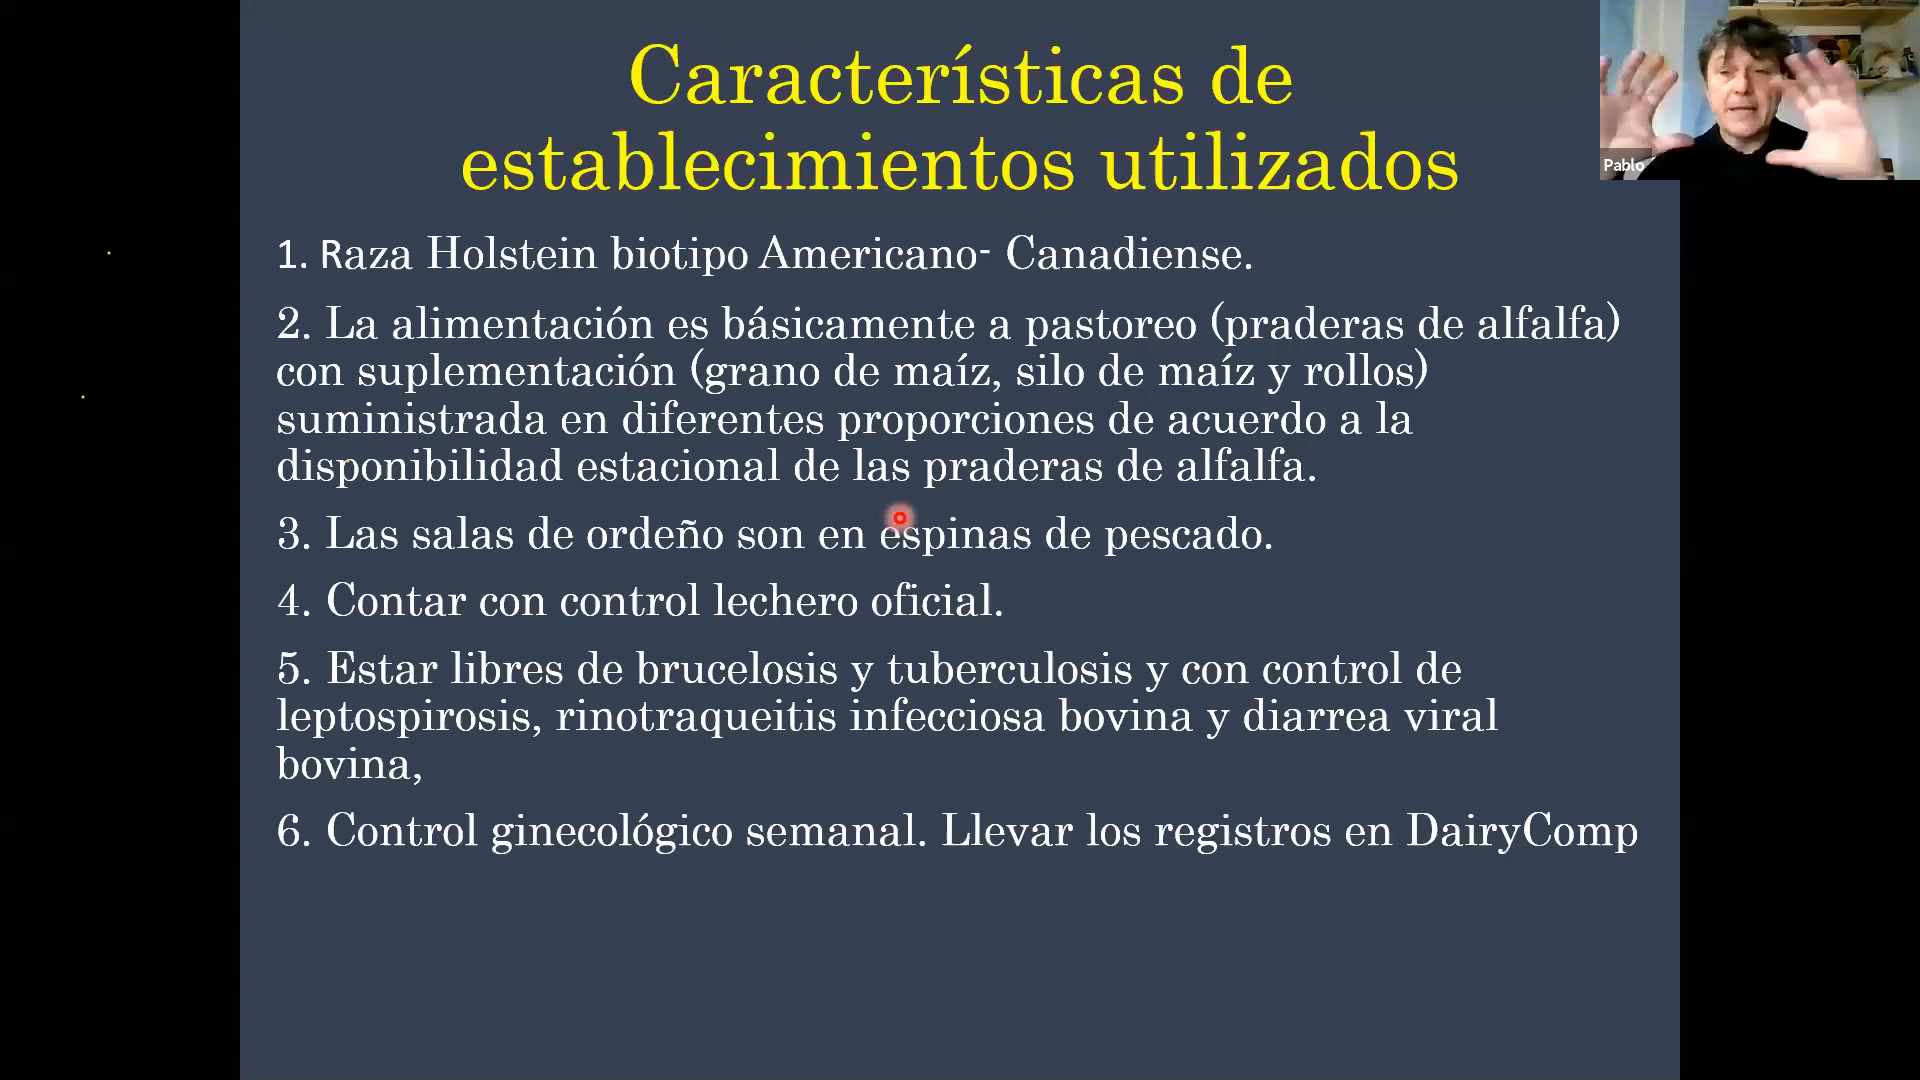 Características de
establecimientos utilizados
Pablo
1. Raza Holstein biotipo Americano- Canadiense.
2. La alimentación es básicamente a pastoreo (praderas de alfalfa)
con suplementación (grano de maíz, silo de maíz y rollos)
suministrada en diferentes proporciones de acuerdo a la
disponibilidad estacional de las praderas de alfalfa.
3. Las salas de ordeño son en espinas de pescado.
4. Contar con control lechero oficial.
5. Estar libres de brucelosis y tuberculosis y con control de
leptospirosis, rinotraqueitis infecciosa bovina y diarrea viral
bovina,
6. Control ginecológico semanal. Llevar los registros en DairyComp